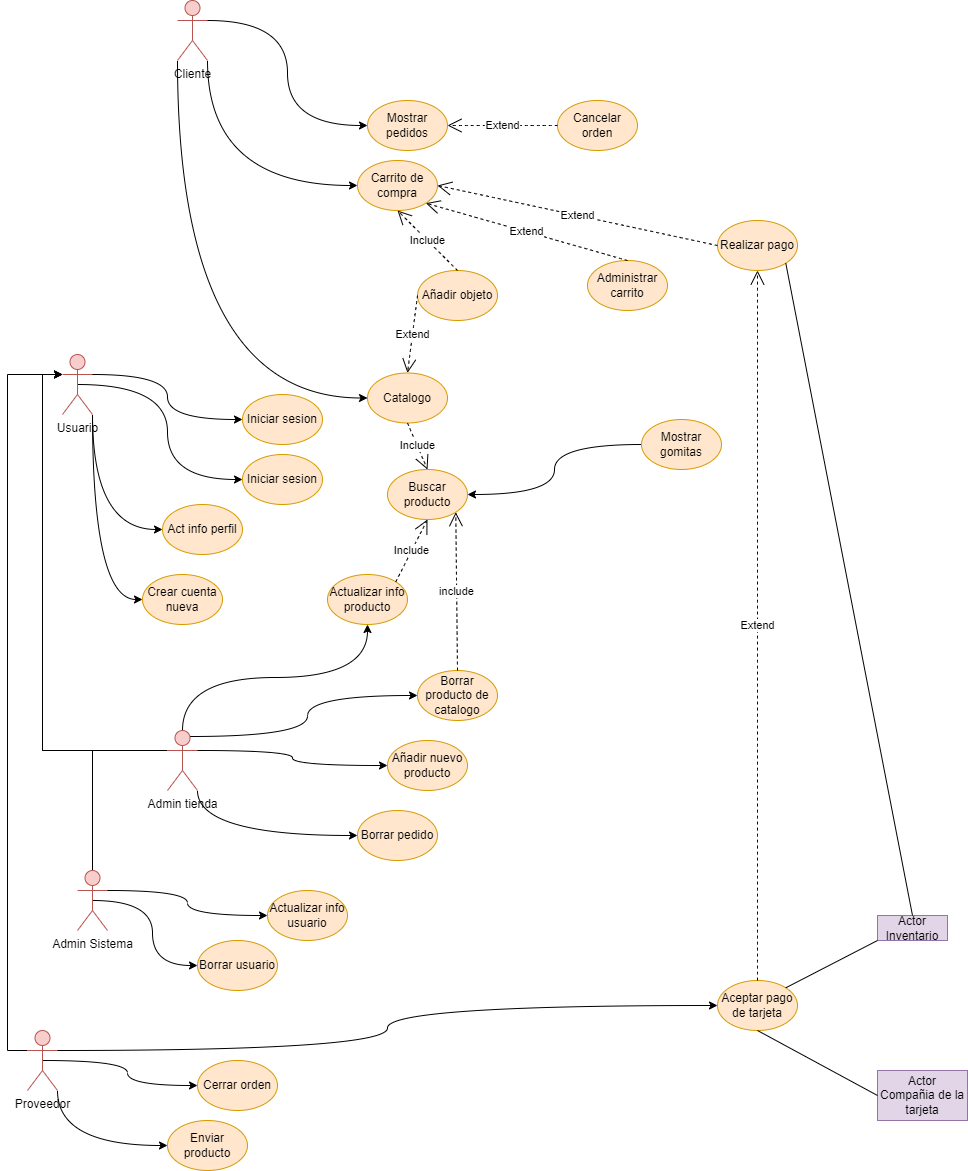 Cliente
Mostrar
pedidos
Extend
Cancelar
orden
Carrito de
compra
Extend
Extend
Include
Realizar pago
Administrar
carrito
Añadir objeto
Extend
Catalogo
Usuario
Iniciar sesion
Include
Mostrar
gomitas
Iniciar sesion
Buscar
producto
Act info perfil
Include
Crear cuenta
nueva
Actualizar info
producto
include
Extend
Borrar
producto de
catalogo
Añadir nuevo
producto
Admin tienda
Borrar pedido
Actualizar info
usuario
Actor
Inventario
Admin Sistema
Borrar usuario
Aceptar pago
de tarjeta
Cerrar orden
Actor
Compañia de la
tarjeta
Proveedor
Enviar
producto